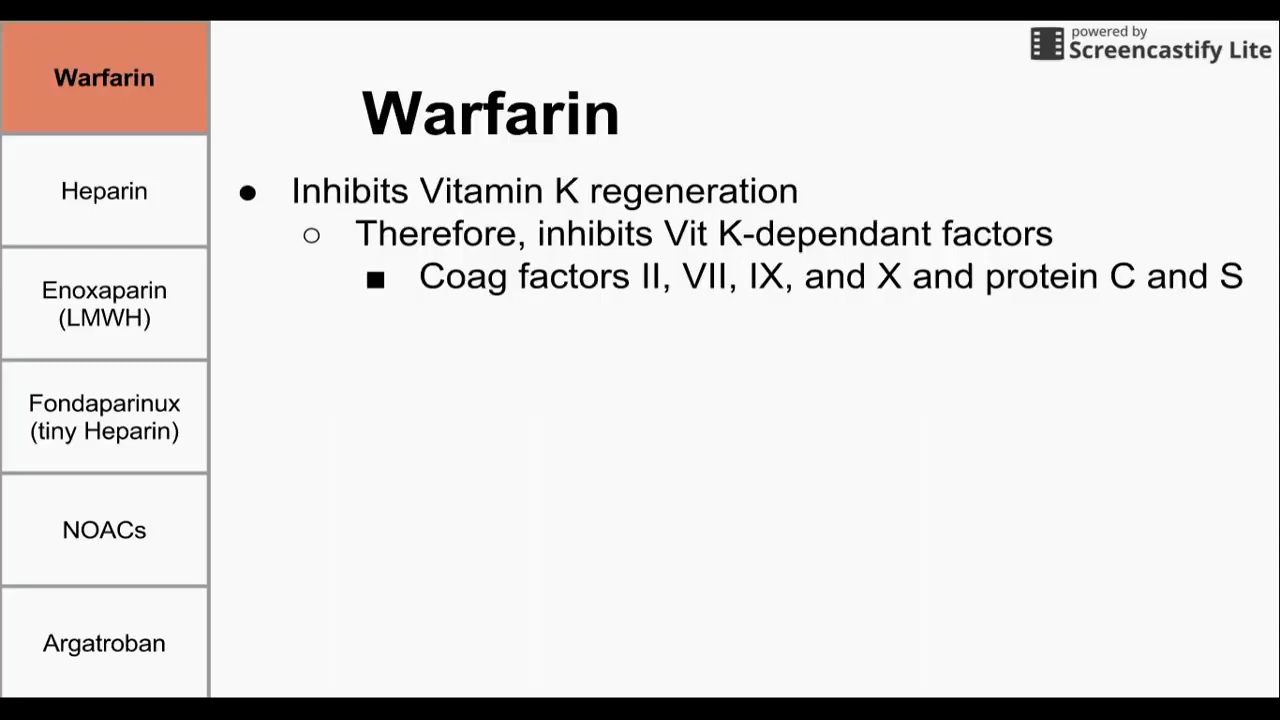 powered by
Screencastify Lite
Warfarin
Heparin
Enoxaparin
(LMWH)
Fondaparinux
(tiny Heparin)
NOACs
Argatroban
Warfarin
● Inhibits Vitamin K regeneration
○ Therefore, inhibits Vit K-dependant factors
■ Coag factors II, VII, IX, and X and protein C and S